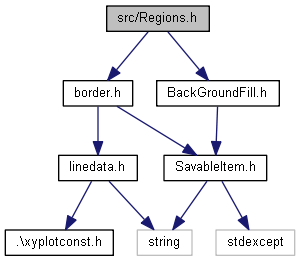 src/Regions.h
border.h
BackGroundFill.h
linedata.h
SavableItem.h
.\xyplotconst.h
string
stdexcept